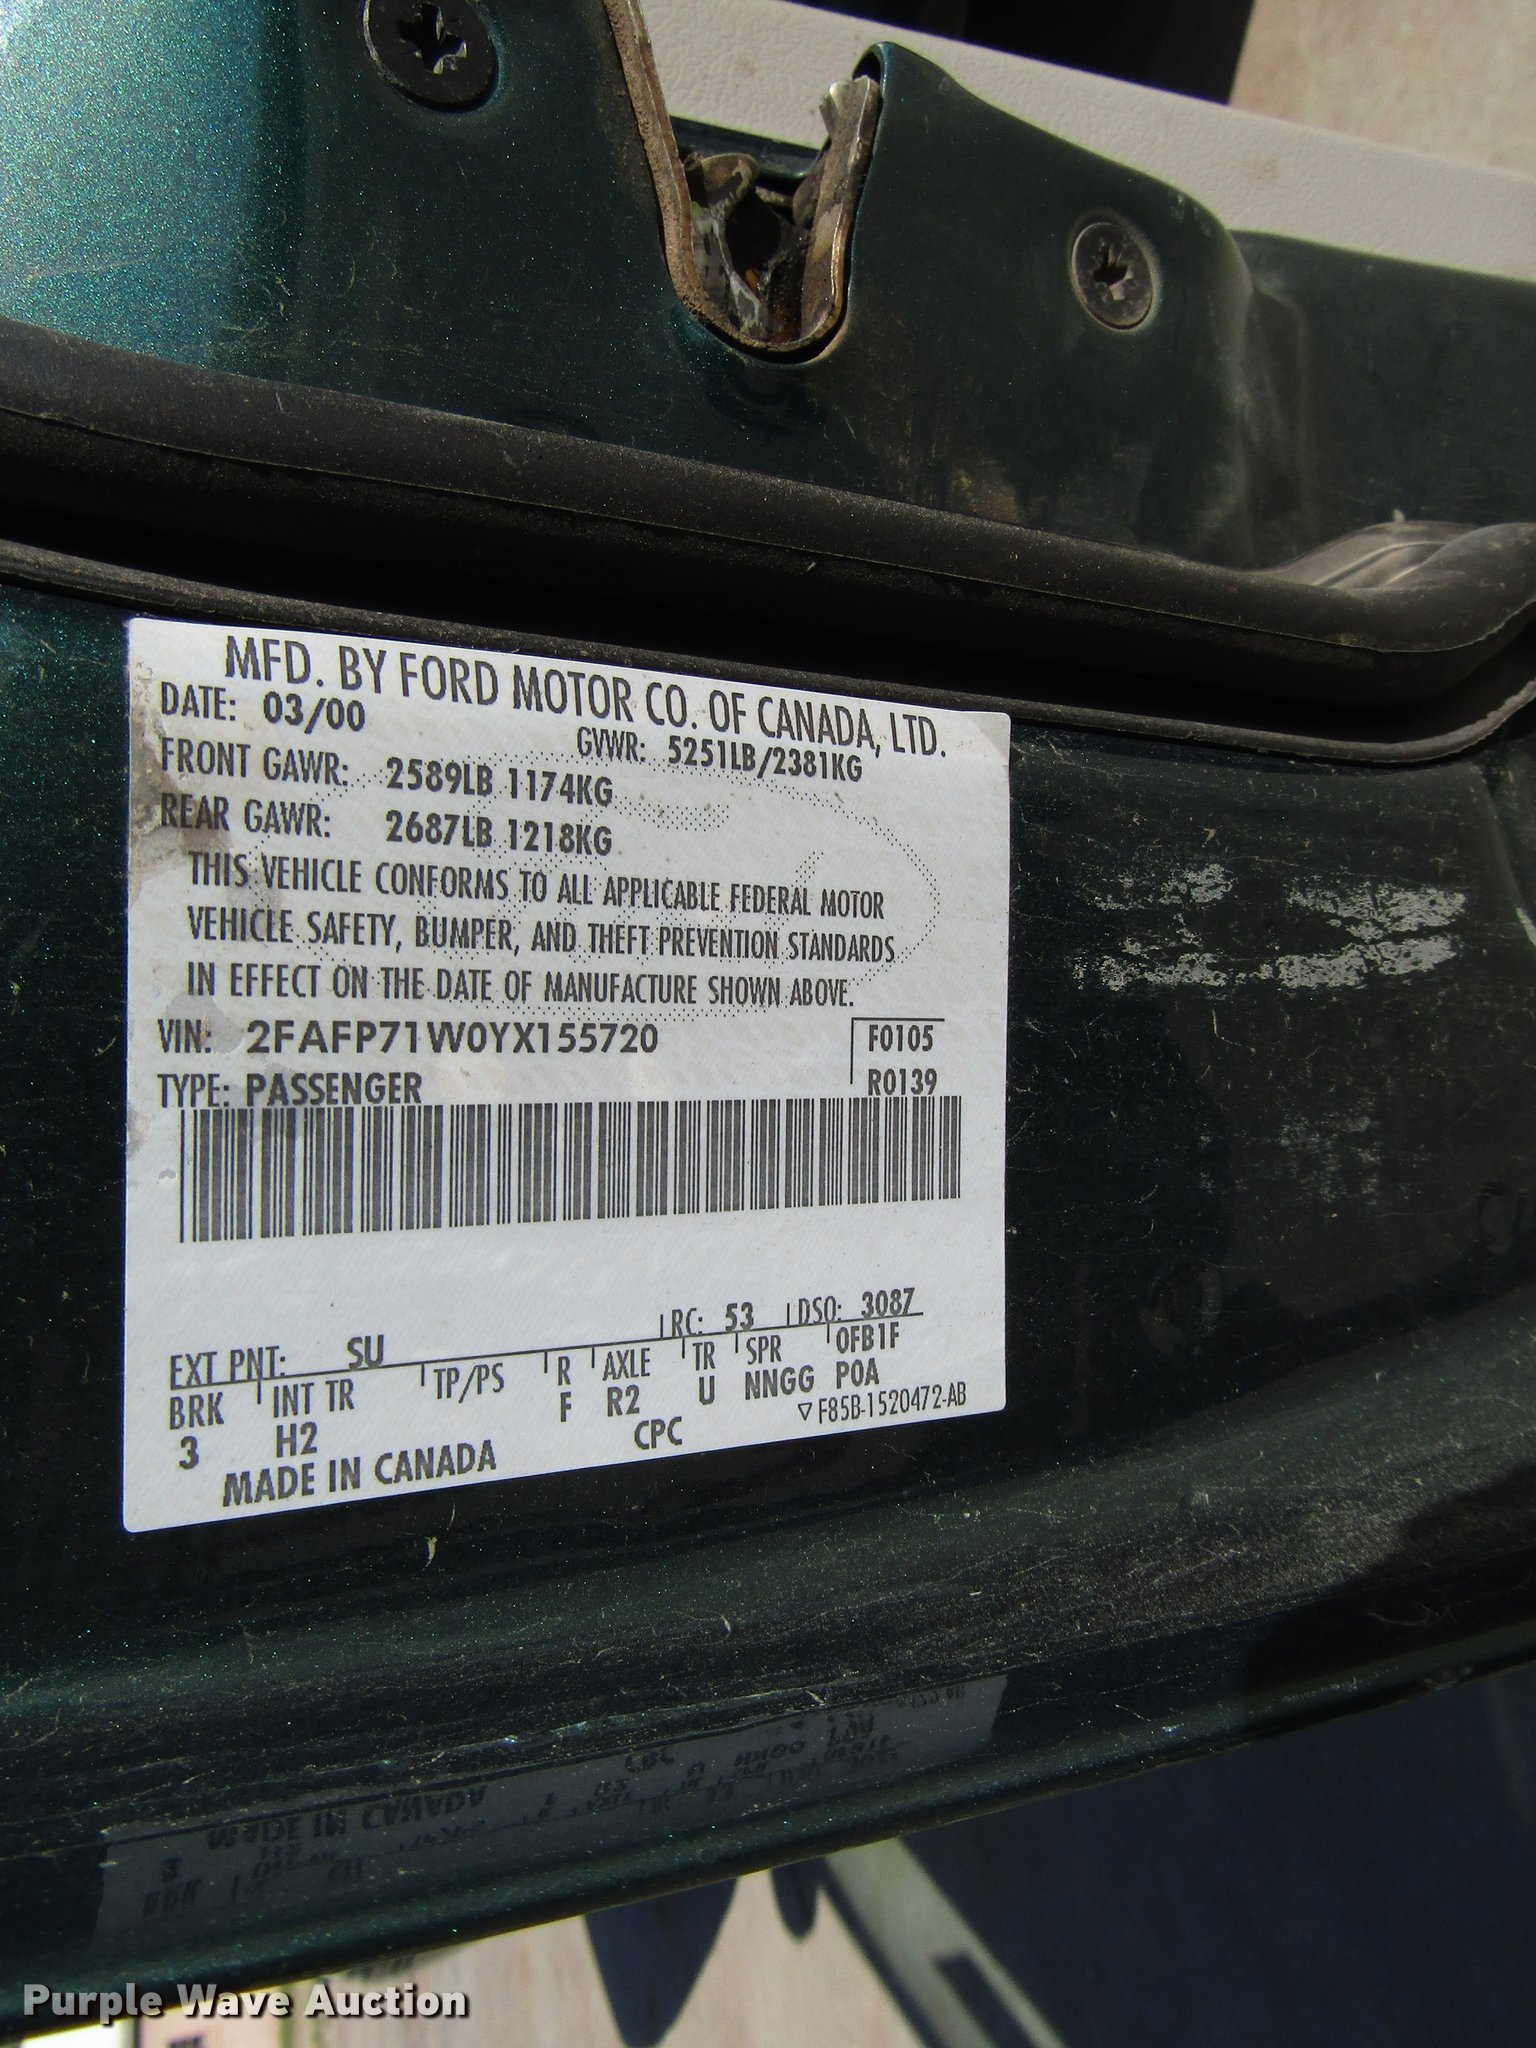 MFD. BY FORD MOTOR CO. OF CANADA, LTD.
DATE: 03/00
GVWR: 5251LB/2381KG
FRONT GAWR: 2589LB 1174KG
REAR GAWR: 2687LB 1218KG
THIS VEHICLE CONFORMS TO ALL APPLICABLE FEDERAL MOTOR
VEHICLE SAFETY, BUMPER, AND THEFT PREVENTION STANDARDS
IN EFFECT ON THE DATE OF MANUFACTURE SHOWN ABOVE.
VIN: 2FAFP71W0YX155720
F0105
TYPE: PASSENGER
R0139
EXT PNT: SU RC: 53 DSO: 3087
BRK INT TR TP/PS R AXLE TR SPR 0FB1F
3 H2 F R2 U NNGG P0A
MADE IN CANADA CPC ▽F85B-1520472-AB
Purple Wave Auction